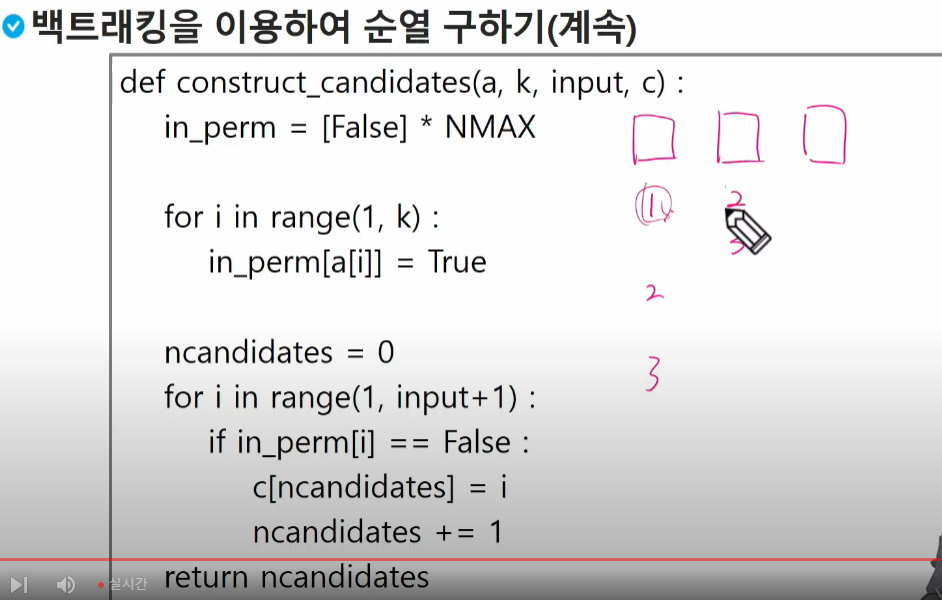 백트래킹을 이용하여 순열 구하기(계속)
def construct_candidates(a, k, input, c) :
in_perm = [False] * NMAX
for i in range(1, k) :
in_perm[a[i]] = True
ncandidates = 0
for i in range(1, input+1) :
if in_perm[i] == False :
c[ncandidates] = i
ncandidates += 1
return ncandidates
1 2
3
2
3
실시간